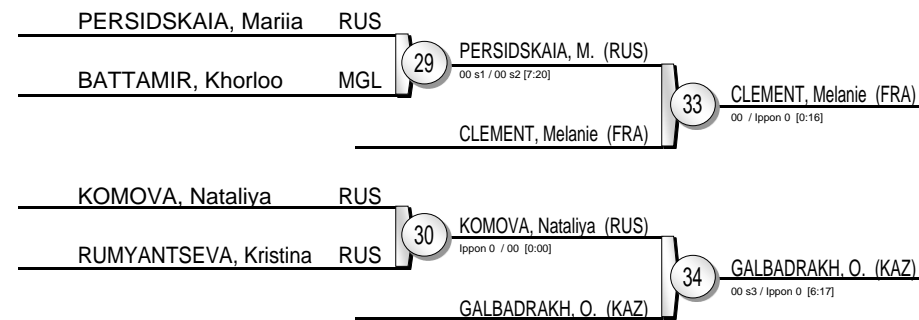 PERSIDSKAIA, Mariia RUS
BATTAMIR, Khorloo MGL
29
PERSIDSKAIA, M. (RUS)
00 s1 / 00 s2 [7:20]
CLEMENT, Melanie (FRA)
33
CLEMENT, Melanie (FRA)
00 / Ippon 0 [0:16]
KOMOVA, Nataliya RUS
RUMYANTSEVA, Kristina RUS
30
KOMOVA, Nataliya (RUS)
Ippon 0 / 00 [0:00]
GALBADRAKH, O. (KAZ)
34
GALBADRAKH, O. (KAZ)
00 s3 / Ippon 0 [6:17]